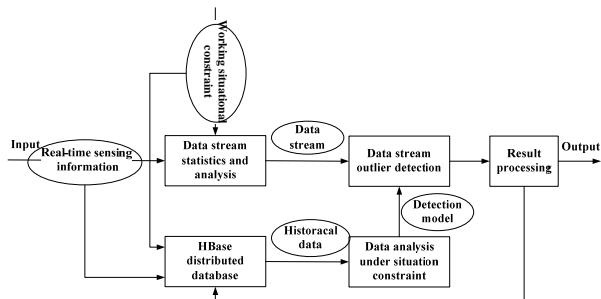 Working situational
constraint
Input
Real-time sensing
information
Data stream
statistics and
analysis
Data
stream
Data stream
outlier detection
Result
processing
Output
Detection
model
HBase
distributed
database
Historacal
data
Data analysis
under situation
constraint